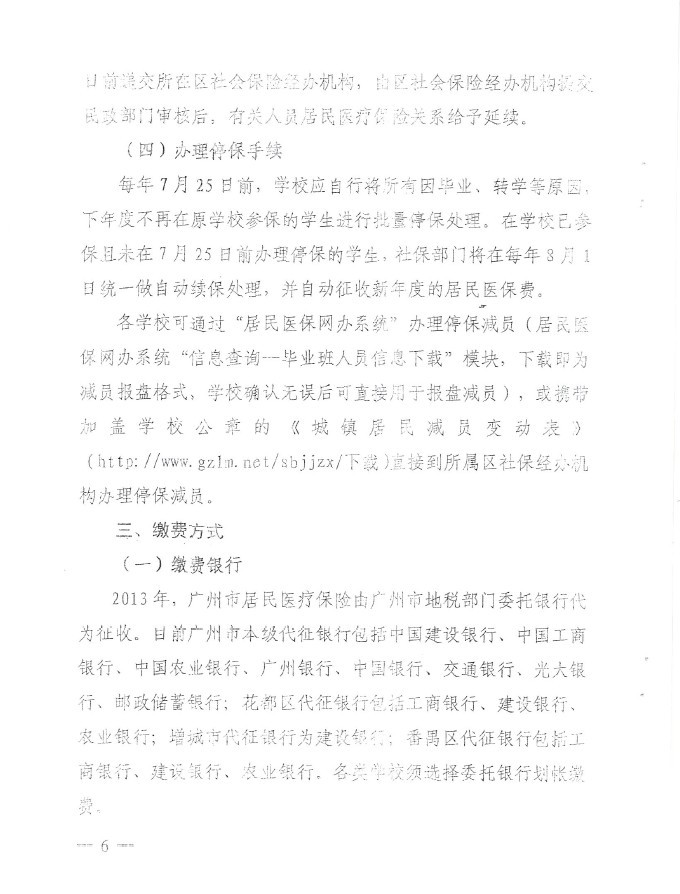 日前递交所在区社会保险经办机构，由区社会保险经办机构提交
民政部门审核后，有关人员居民医疗保险关系给予延续。
（四）办理停保手续
每年 7 月 25 日前，学校应自行将所有因毕业、转学等原因，
下年度不再在原学校参保的学生进行批量停保处理。在学校已参
保且未在 7 月 25 日前办理停保的学生，社保部门将在每年 8 月 1
日统一做自动续保处理，并自动征收新年度的居民医保费。
各学校可通过“居民医保网办系统”办理停保减员（居民医
保网办系统“信息查询--毕业班人员信息下载”模块，下载即为
减员报盘格式，学校确认无误后可直接用于报盘减员），或携带
加盖学校公章的《城镇居民减员变动表》
（http://www.gzlm.net/sbjjzx/下载）直接到所属区社保经办机
构办理停保减员。
三、缴费方式
（一）缴费银行
2013 年，广州市居民医疗保险由广州市地税部门委托银行代
为征收。目前广州市本级代征银行包括中国建设银行、中国工商
银行、中国农业银行、广州银行、中国银行、交通银行、光大银
行、邮政储蓄银行；花都区代征银行包括工商银行、建设银行、
农业银行；增城市代征银行为建设银行；番禺区代征银行包括工
商银行、建设银行、农业银行。各类学校须选择委托银行划帐缴
费。
— 6 —